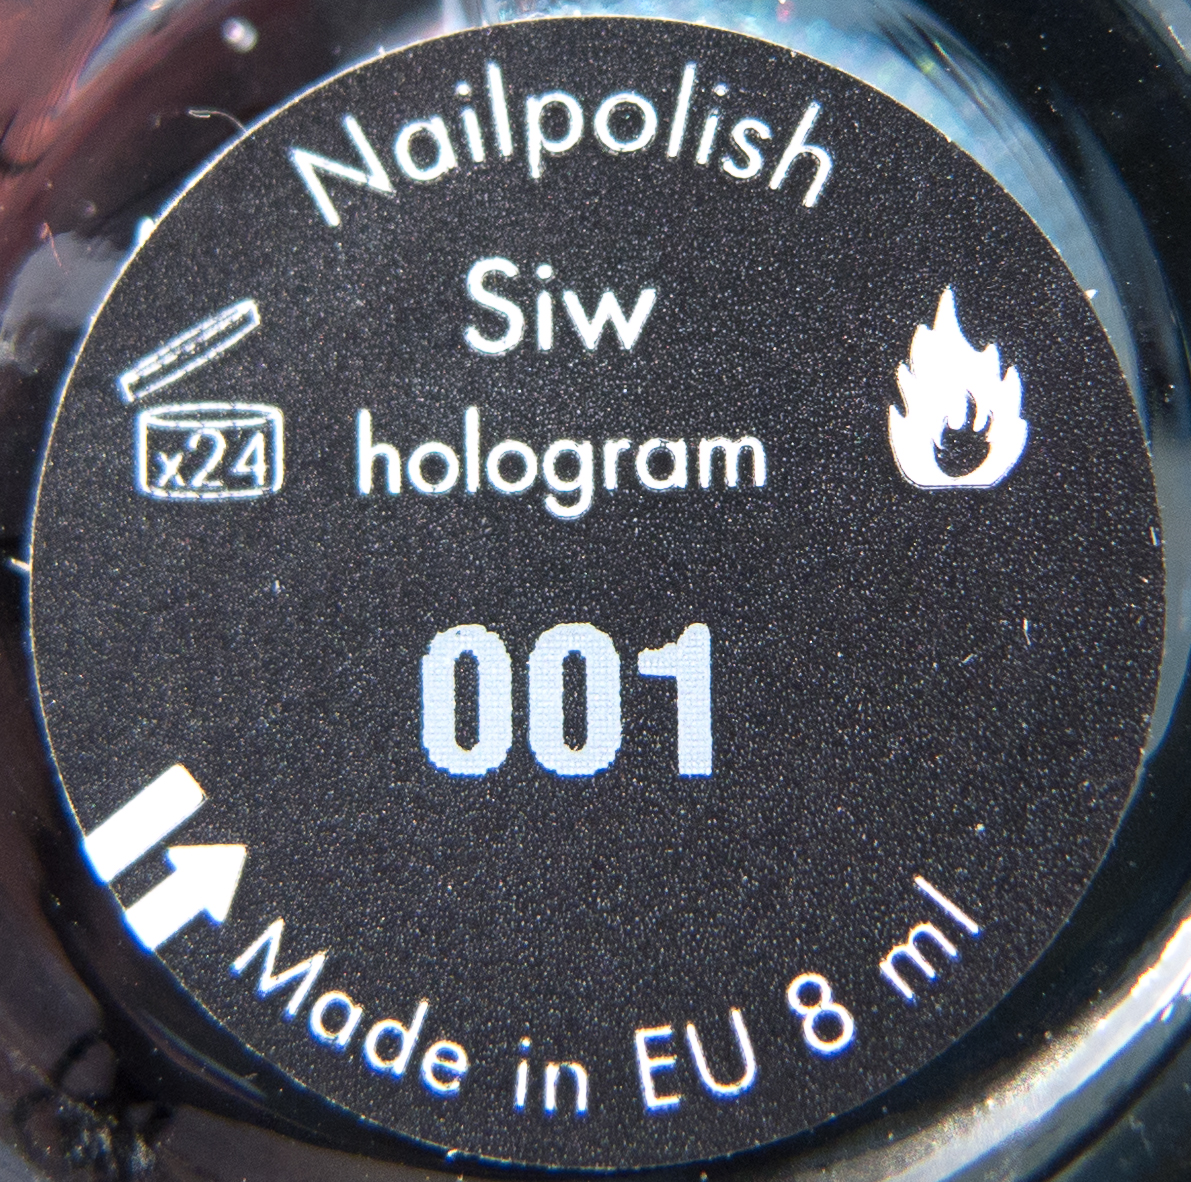 Nailpolish
Siw
hologram
x24
001
Made in EU 8 ml